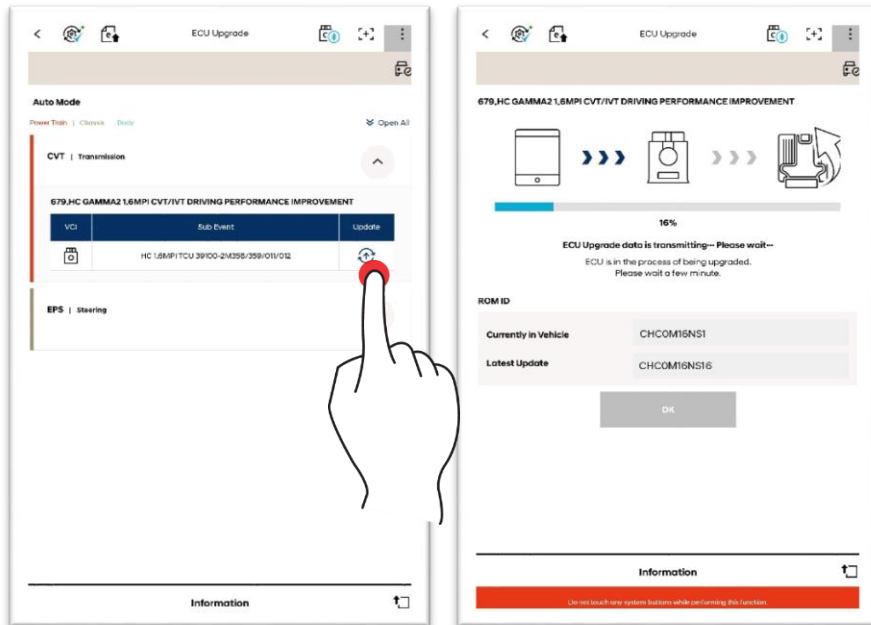 ECU Upgrade
Auto Mode
Power Train | Chassis | Body
Open All
CVT | Transmission
679,HC GAMMA2 1,6MPI CVT/IVT DRIVING PERFORMANCE IMPROVEMENT
VCI Sub Event Update
HC 1,6MPI TCU 39100-2M358/359/011/012
EPS | Steering
Information
ECU Upgrade
679,HC GAMMA2 1,6MPI CVT/IVT DRIVING PERFORMANCE IMPROVEMENT
16%
ECU Upgrade data is transmitting-- Please wait--
ECU is in the process of being upgraded.
Please wait a few minute.
ROM ID
Currently in Vehicle CHC0M16NS1
Latest Update CHC0M16NS16
OK
Information
Do not touch any system buttons while performing this function.